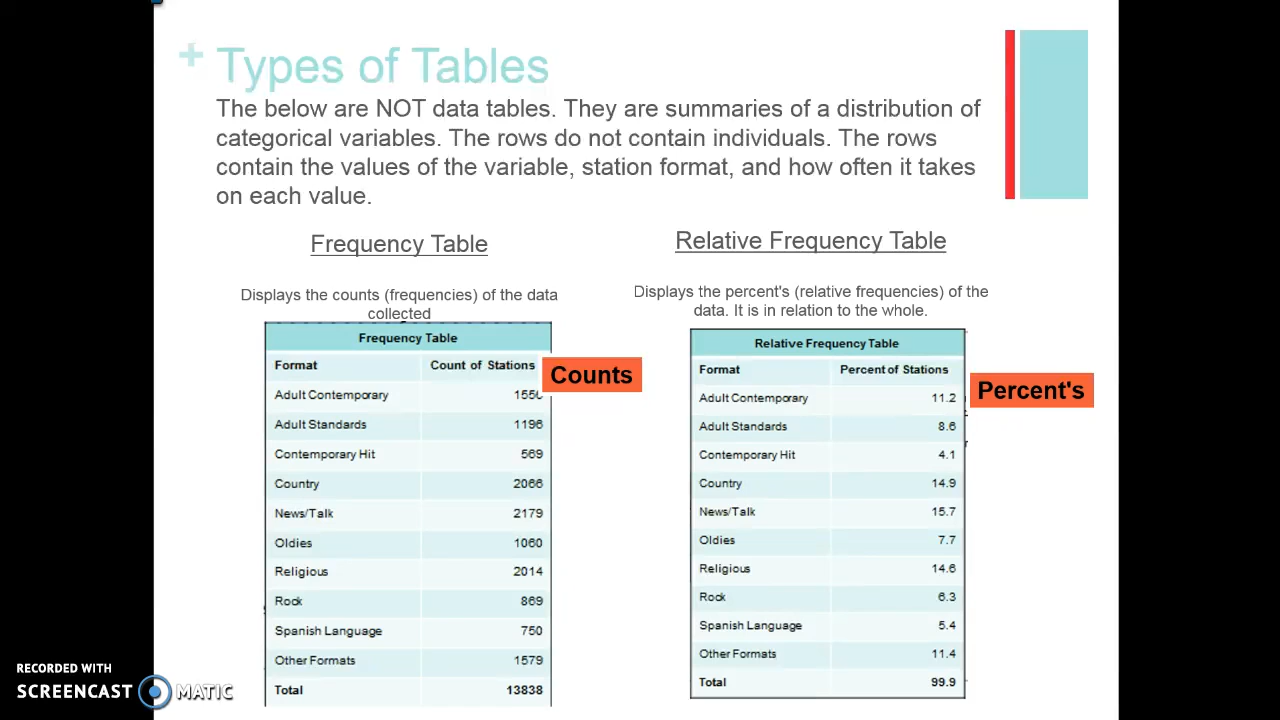 + Types of Tables
The below are NOT data tables. They are summaries of a distribution of
categorical variables. The rows do not contain individuals. The rows
contain the values of the variable, station format, and how often it takes
on each value.
Frequency Table
Displays the counts (frequencies) of the data
collected
Frequency Table
Format Count of Stations
Counts
Adult Contemporary
Adult Standards 1196
Contemporary Hit 569
Country 2066
News/Talk 2179
Oldies 1060
Religious 2014
Rock 869
Spanish Language 750
Other Formats 1579
Total 13838
Relative Frequency Table
Displays the percent's (relative frequencies) of the
data. It is in relation to the whole.
Relative Frequency Table
Format Percent of Stations
Percent's
Adult Contemporary 11.2
Adult Standards 8.6
Contemporary Hit 4.1
Country 14.9
News/Talk 15.7
Oldies 7.7
Religious 14.6
Rock 6.3
Spanish Language 5.4
Other Formats 11.4
Total 99.9
RECORDED WITH
SCREENCAST MATIC